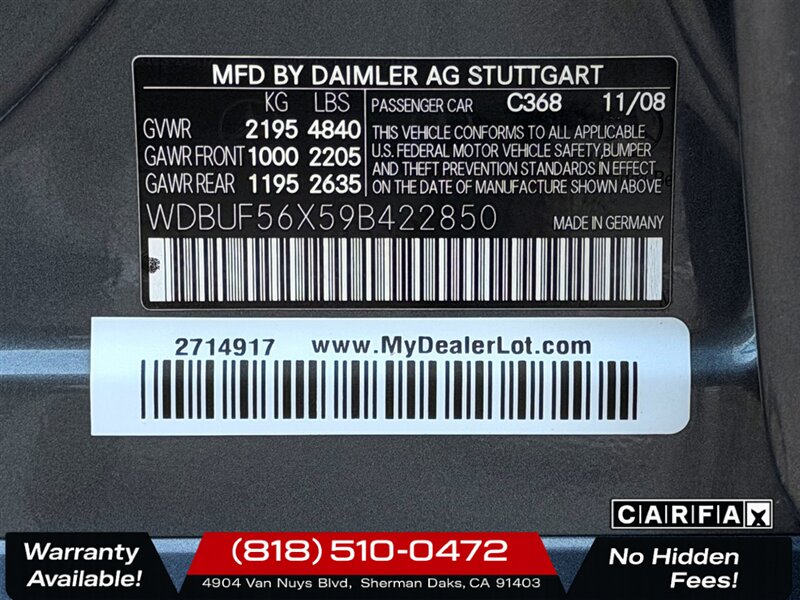 MFD BY DAIMLER AG STUTTGART
KG LBS PASSENGER CAR C368 11/08
GVWR 2195 4840
GAWR FRONT 1000 2205
GAWR REAR 1195 2635
THIS VEHICLE CONFORMS TO ALL APPLICABLE
U.S. FEDERAL MOTOR VEHICLE SAFETY,BUMPER
AND THEFT PREVENTION STANDARDS IN EFFECT
ON THE DATE OF MANUFACTURE SHOWN ABOVE
WDBUF56X59B422850 MADE IN GERMANY
2714917 www.MyDealerLot.com
CARFAX
Warranty
Available!
(818) 510-0472
4904 Van Nuys Blvd, Sherman Daks, CA 91403
No Hidden
Fees!